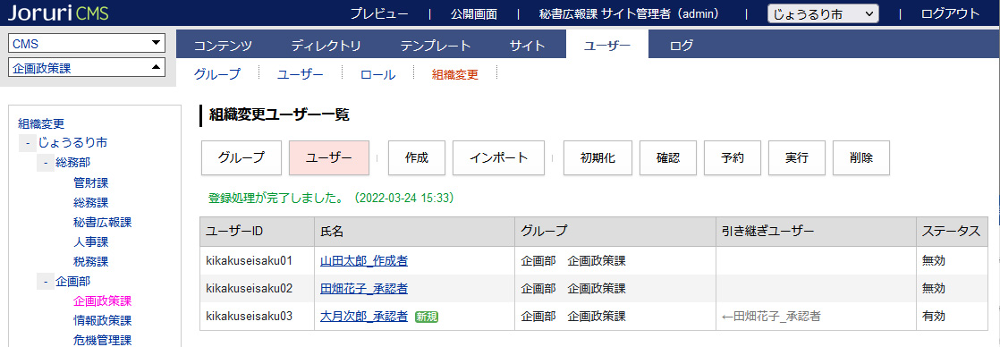 Joruri CMS プレビュー | 公開画面 | 秘書広報課 サイト管理者（admin） じょうるり市 | ログアウト
CMS
企画政策課
コンテンツ ディレクトリ テンプレート サイト ユーザー ログ
グループ ユーザー ロール 組織変更
組織変更
- じょうるり市
- 総務部
管財課
総務課
秘書広報課
人事課
税務課
- 企画部
企画政策課
情報政策課
危機管理課
組織変更ユーザー一覧
グループ ユーザー 作成 インポート 初期化 確認 予約 実行 削除
登録処理が完了しました。（2022-03-24 15:33）
ユーザーID 氏名 グループ 引き継ぎユーザー ステータス
kikakuseisaku01 山田太郎_作成者 企画部　企画政策課 無効
kikakuseisaku02 田畑花子_承認者 企画部　企画政策課 無効
kikakuseisaku03 大月次郎_承認者 新規 企画部　企画政策課 ←田畑花子_承認者 有効